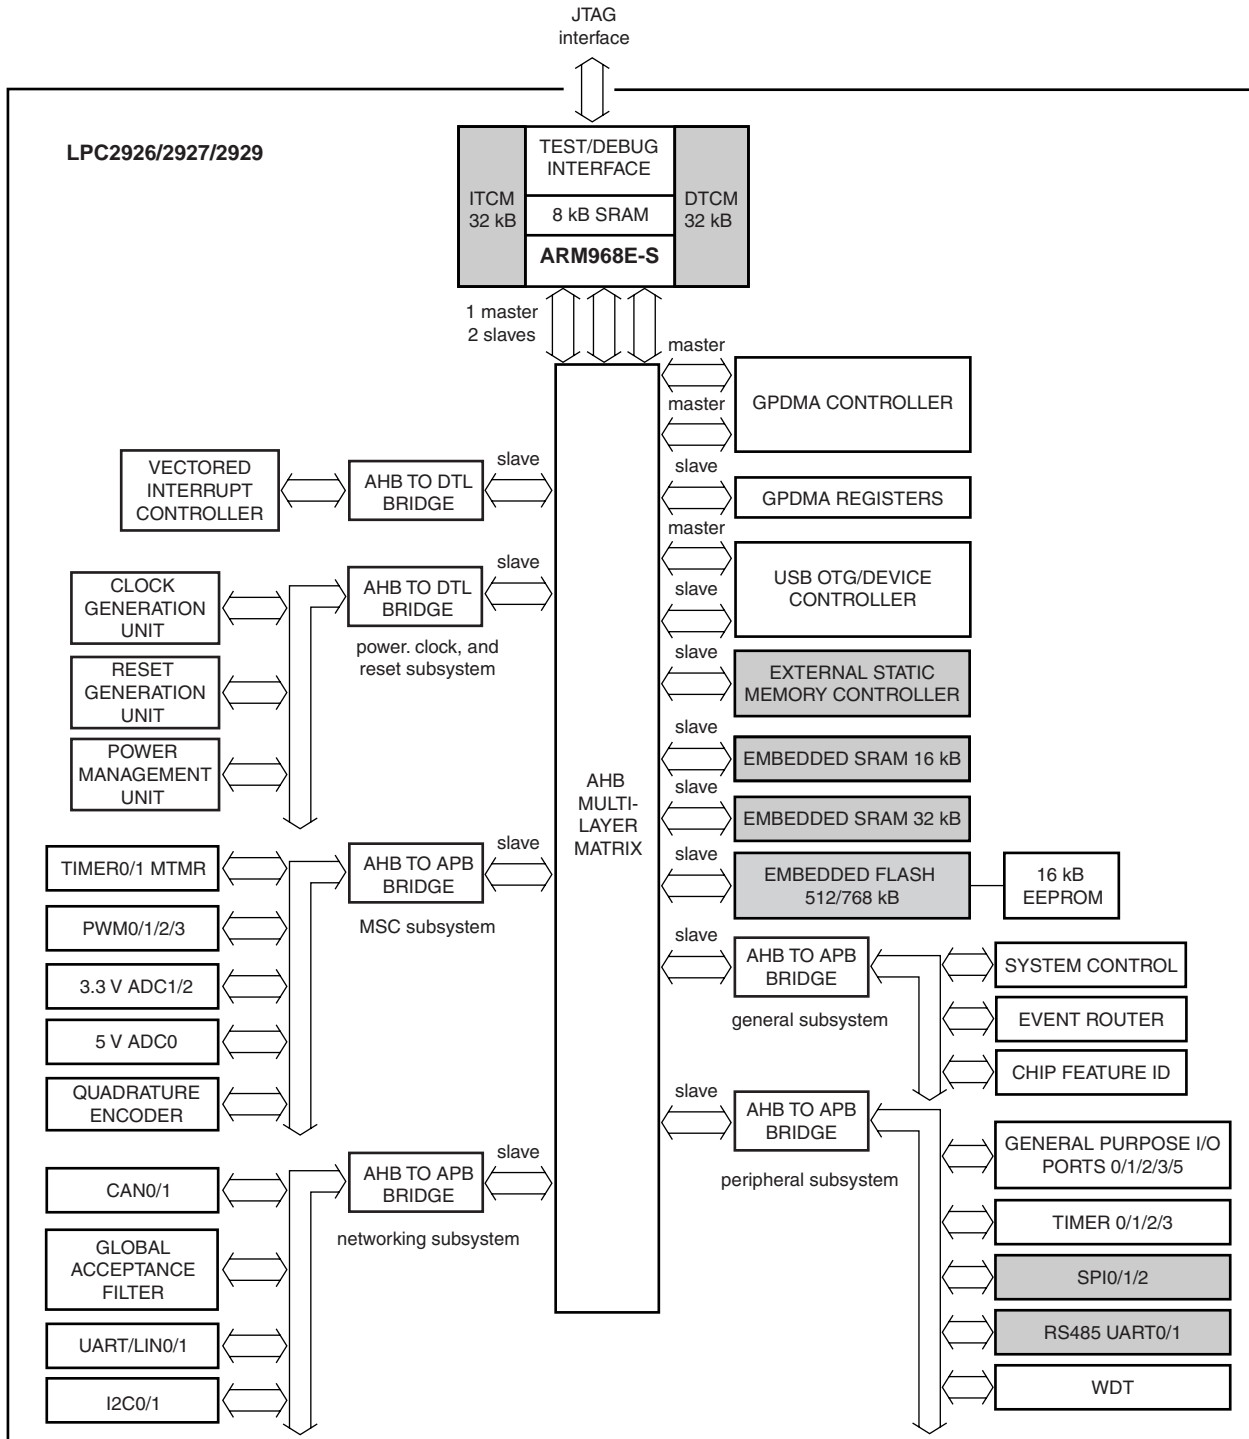 JTAG
interface
LPC2926/2927/2929
ITCM
32 kB
TEST/DEBUG
INTERFACE
8 kB SRAM
ARM968E-S
DTCM
32 kB
1 master
2 slaves
master
GPDMA CONTROLLER
master
slave
GPDMA REGISTERS
master
USB OTG/DEVICE
CONTROLLER
slave
slave
EXTERNAL STATIC
MEMORY CONTROLLER
slave
EMBEDDED SRAM 16 kB
slave
EMBEDDED SRAM 32 kB
slave
EMBEDDED FLASH
512/768 kB
16 kB
EEPROM
slave
AHB TO APB
BRIDGE
general subsystem
SYSTEM CONTROL
EVENT ROUTER
CHIP FEATURE ID
slave
AHB TO APB
BRIDGE
peripheral subsystem
GENERAL PURPOSE I/O
PORTS 0/1/2/3/5
TIMER 0/1/2/3
SPI0/1/2
RS485 UART0/1
WDT
AHB
MULTI-
LAYER
MATRIX
VECTORED
INTERRUPT
CONTROLLER
AHB TO DTL
BRIDGE
slave
CLOCK
GENERATION
UNIT
AHB TO DTL
BRIDGE
slave
power. clock, and
reset subsystem
RESET
GENERATION
UNIT
POWER
MANAGEMENT
UNIT
TIMER0/1 MTMR
AHB TO APB
BRIDGE
slave
MSC subsystem
PWM0/1/2/3
3.3 V ADC1/2
5 V ADC0
QUADRATURE
ENCODER
CAN0/1
AHB TO APB
BRIDGE
slave
networking subsystem
GLOBAL
ACCEPTANCE
FILTER
UART/LIN0/1
I2C0/1